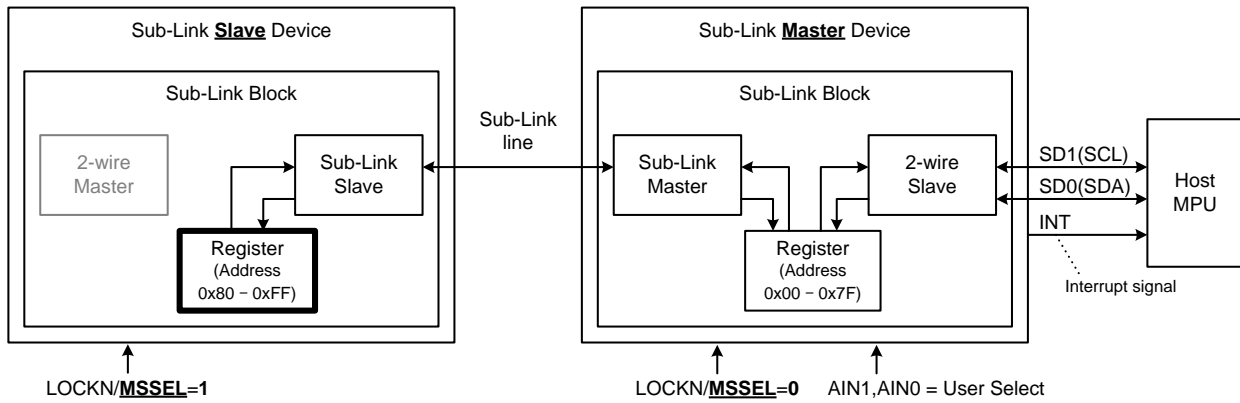 Sub-Link Slave Device
Sub-Link Block
2-wire
Master
Sub-Link
Slave
Register
(Address
0x80 – 0xFF)
LOCKN/MSSEL=1
Sub-Link
line
Sub-Link Master Device
Sub-Link Block
Sub-Link
Master
2-wire
Slave
Register
(Address
0x00 – 0x7F)
LOCKN/MSSEL=0
AIN1,AIN0 = User Select
SD1(SCL)
SD0(SDA)
INT
Interrupt signal
Host
MPU